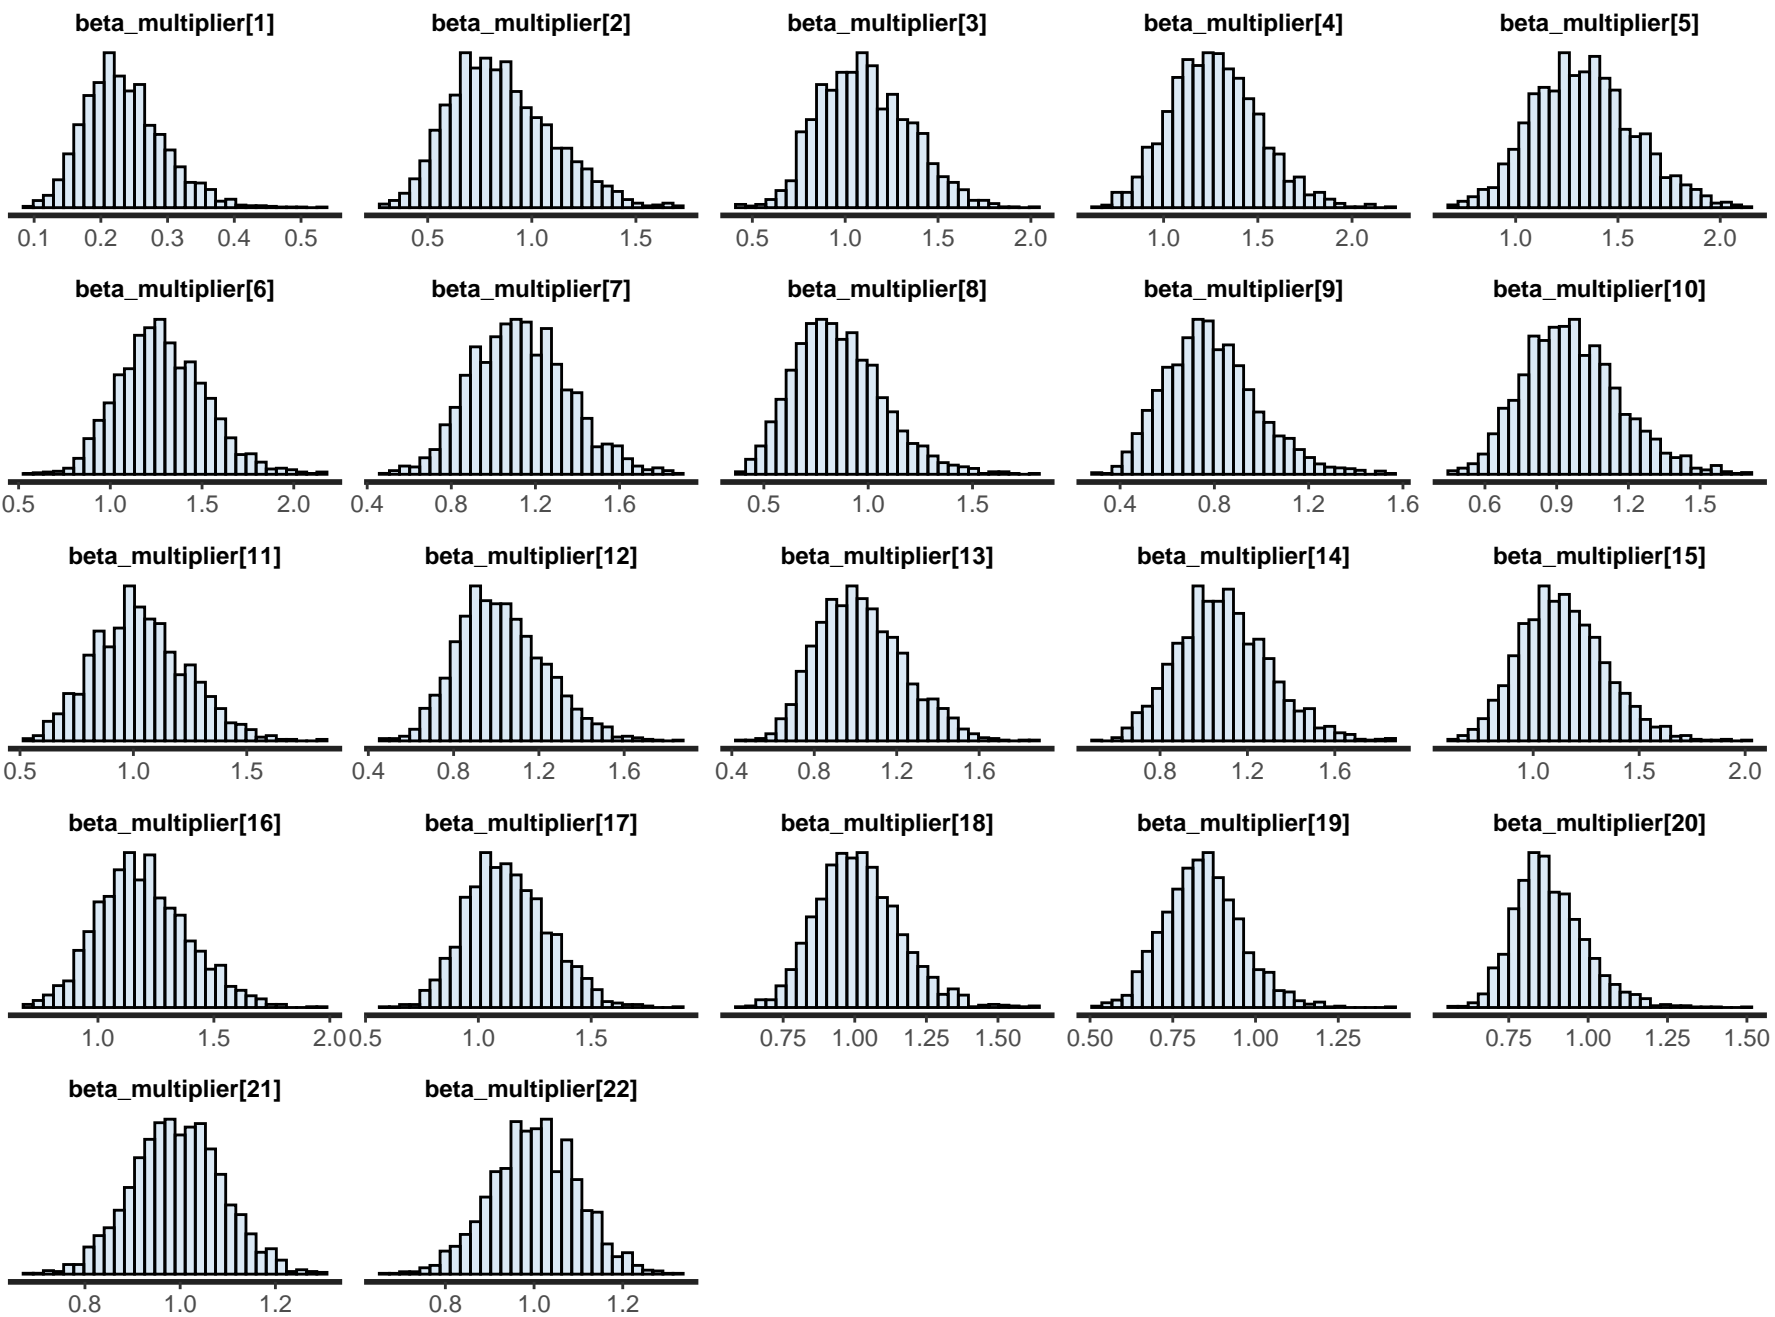 beta_multiplier[1] beta_multiplier[2] beta_multiplier[3] beta_multiplier[4] beta_multiplier[5]
0.1 0.2 0.3 0.4 0.5 0.5 1.0 1.5 0.5 1.0 1.5 2.0 1.0 1.5 2.0 1.0 1.5 2.0
beta_multiplier[6] beta_multiplier[7] beta_multiplier[8] beta_multiplier[9] beta_multiplier[10]
0.5 1.0 1.5 2.0 0.4 0.8 1.2 1.6 0.5 1.0 1.5 0.4 0.8 1.2 1.6 0.6 0.9 1.2 1.5
beta_multiplier[11] beta_multiplier[12] beta_multiplier[13] beta_multiplier[14] beta_multiplier[15]
0.5 1.0 1.5 0.4 0.8 1.2 1.6 0.4 0.8 1.2 1.6 0.8 1.2 1.6 1.0 1.5 2.0
beta_multiplier[16] beta_multiplier[17] beta_multiplier[18] beta_multiplier[19] beta_multiplier[20]
1.0 1.5 2.0 0.5 1.0 1.5 0.75 1.00 1.25 1.50 0.50 0.75 1.00 1.25 0.75 1.00 1.25 1.50
beta_multiplier[21] beta_multiplier[22]
0.8 1.0 1.2 0.8 1.0 1.2